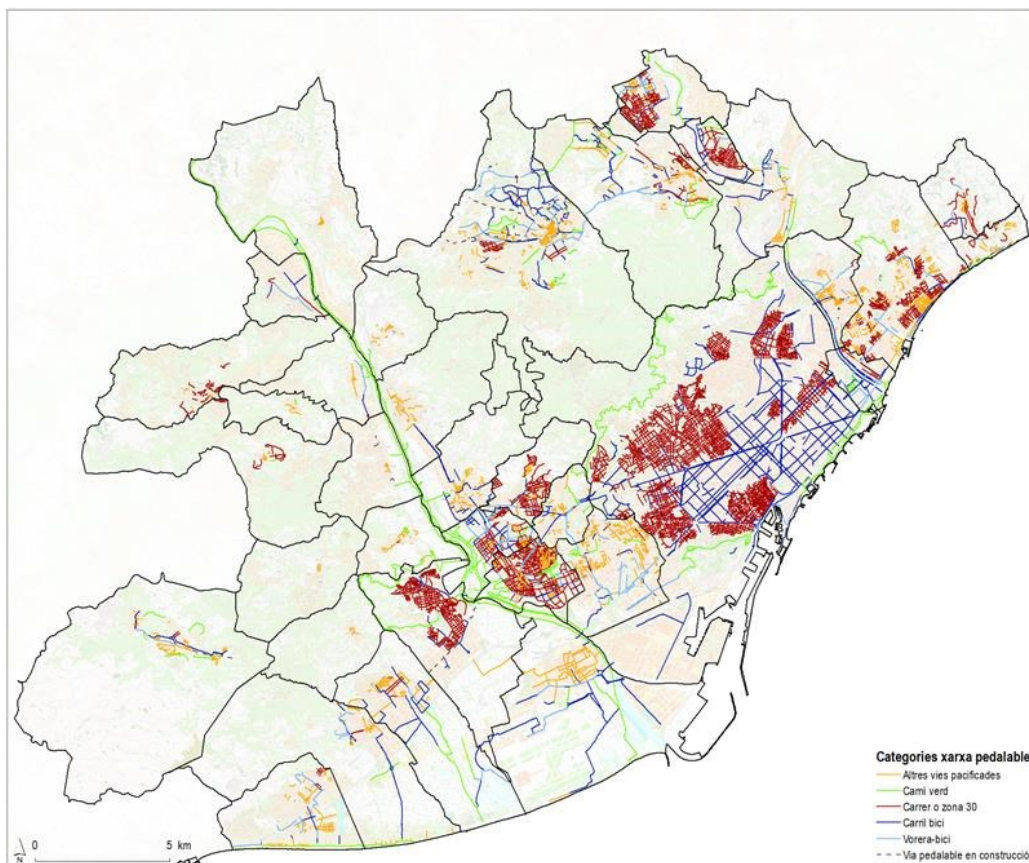 Categories xarxa pedalable
Altres vies pacificades
Camí verd
Carrer o zona 30
Carril bici
Vorera-bici
Via pedalable en construcció
N
0 5 km